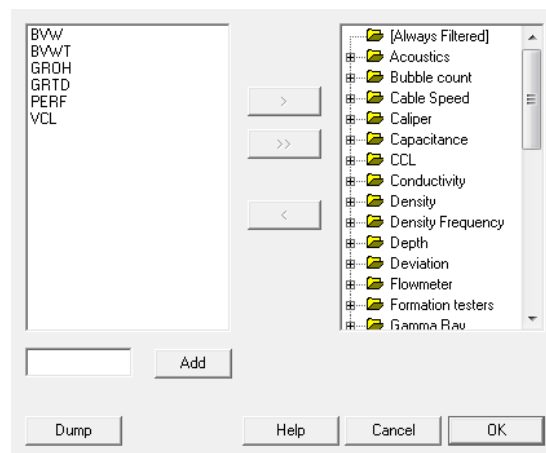 BVW
BVWT
GROH
GRTD
PERF
VCL
>
>>
<
[Always Filtered]
Acoustics
Bubble count
Cable Speed
Caliper
Capacitance
CCL
Conductivity
Density
Density Frequency
Depth
Deviation
Flowmeter
Formation testers
Gamma Ray
Add
Dump
Help
Cancel
OK